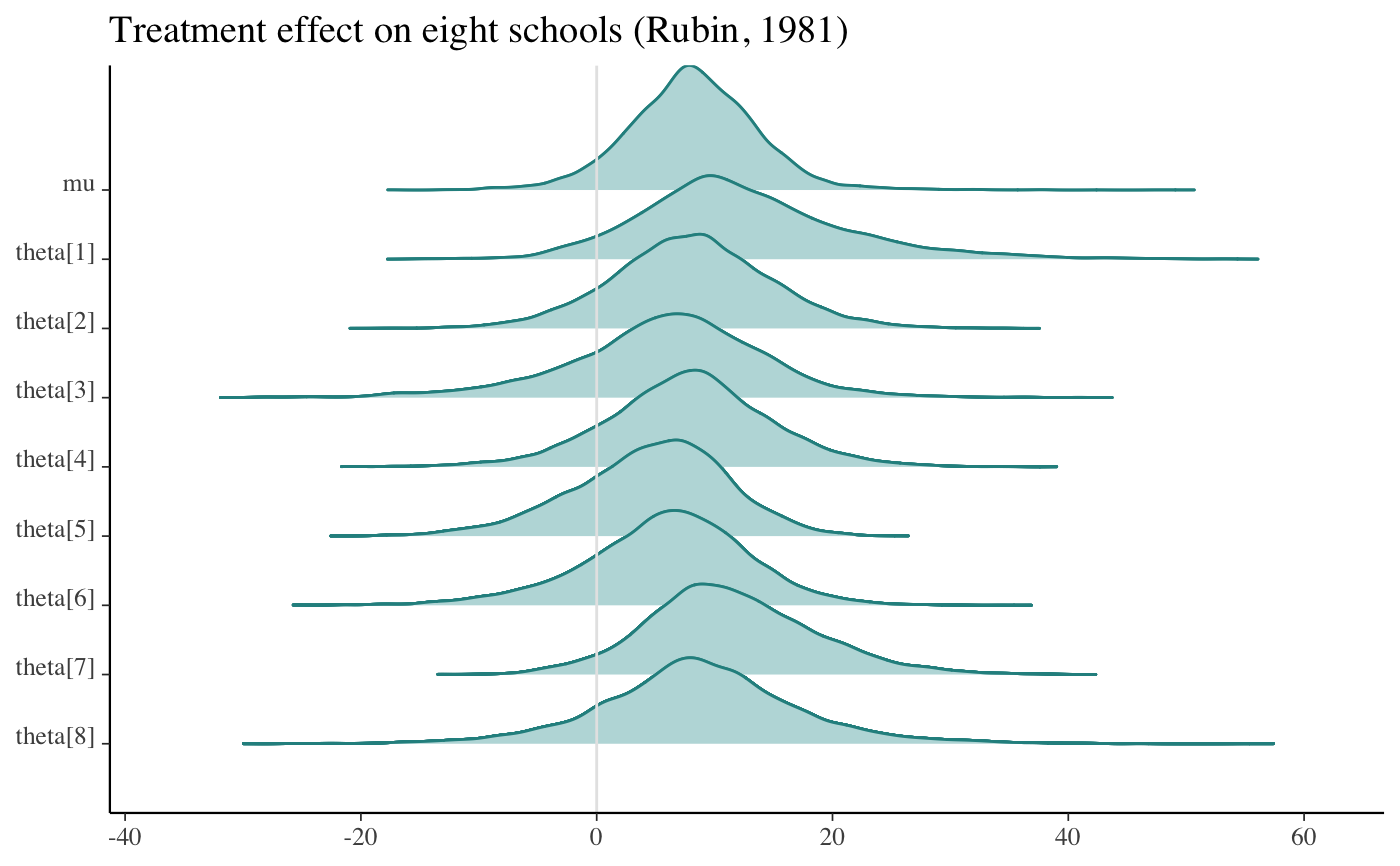 Treatment effect on eight schools (Rubin, 1981)
mu
theta[1]
theta[2]
theta[3]
theta[4]
theta[5]
theta[6]
theta[7]
theta[8]
-40 -20 0 20 40 60